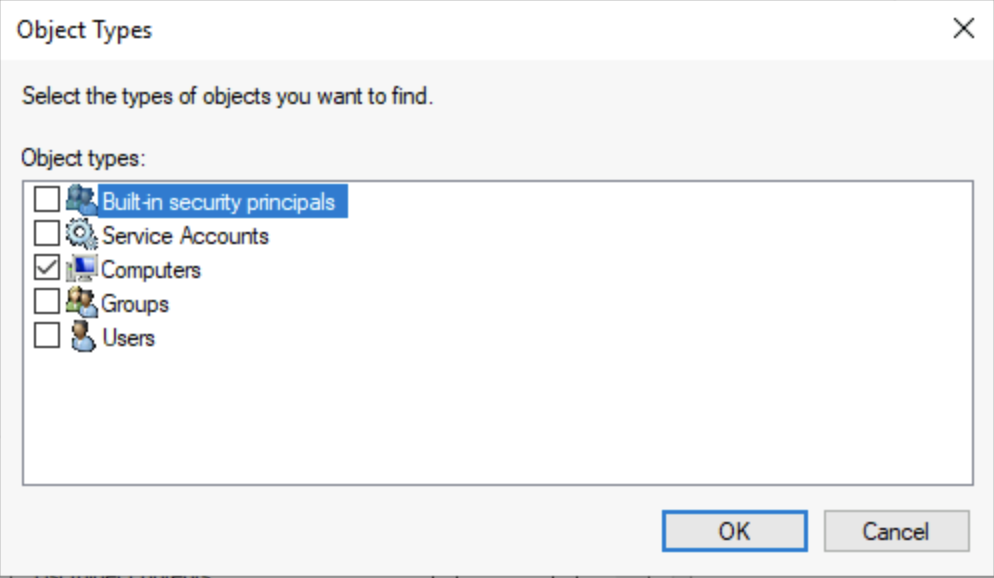 Object Types
Select the types of objects you want to find.
Object types:
Built-in security principals
Service Accounts
Computers
Groups
Users
OK
Cancel